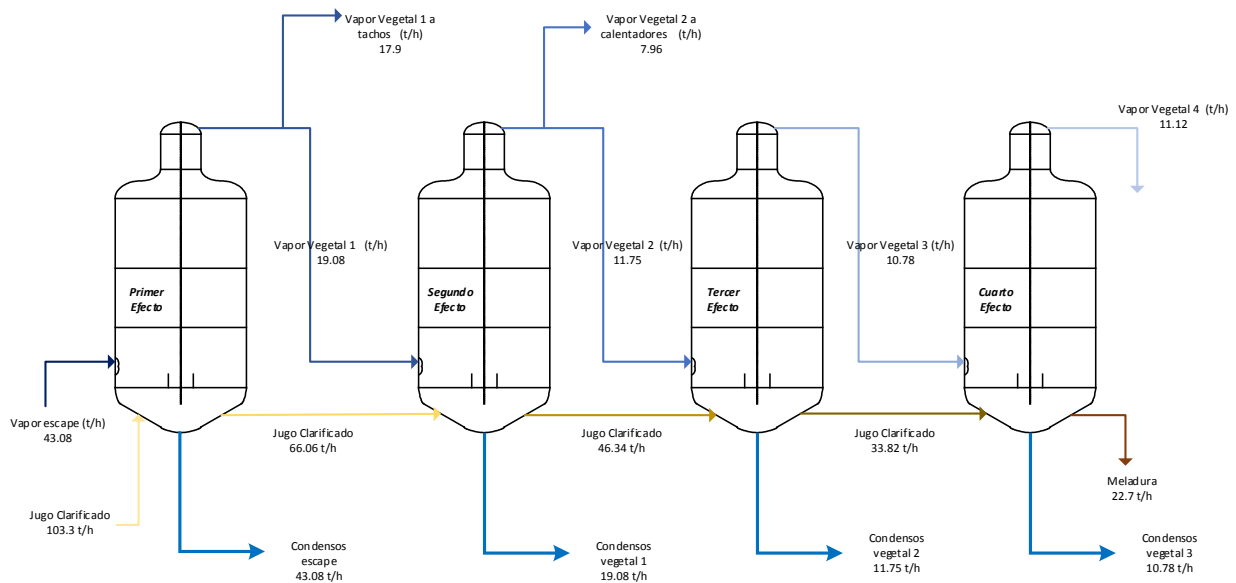 Vapor Vegetal 1 a
tachos (t/h)
17.9
Vapor Vegetal 2 a
calentadores (t/h)
7.96
Vapor Vegetal 4 (t/h)
11.12
Vapor Vegetal 1 (t/h)
19.08
Vapor Vegetal 2 (t/h)
11.75
Vapor Vegetal 3 (t/h)
10.78
Primer
Efecto
Segundo
Efecto
Tercer
Efecto
Cuarto
Efecto
Vapor escape (t/h)
43.08
Jugo Clarificado
66.06 t/h
Jugo Clarificado
46.34 t/h
Jugo Clarificado
33.82 t/h
Meladura
22.7 t/h
Jugo Clarificado
103.3 t/h
Condensos
escape
43.08 t/h
Condensos
vegetal 1
19.08 t/h
Condensos
vegetal 2
11.75 t/h
Condensos
vegetal 3
10.78 t/h